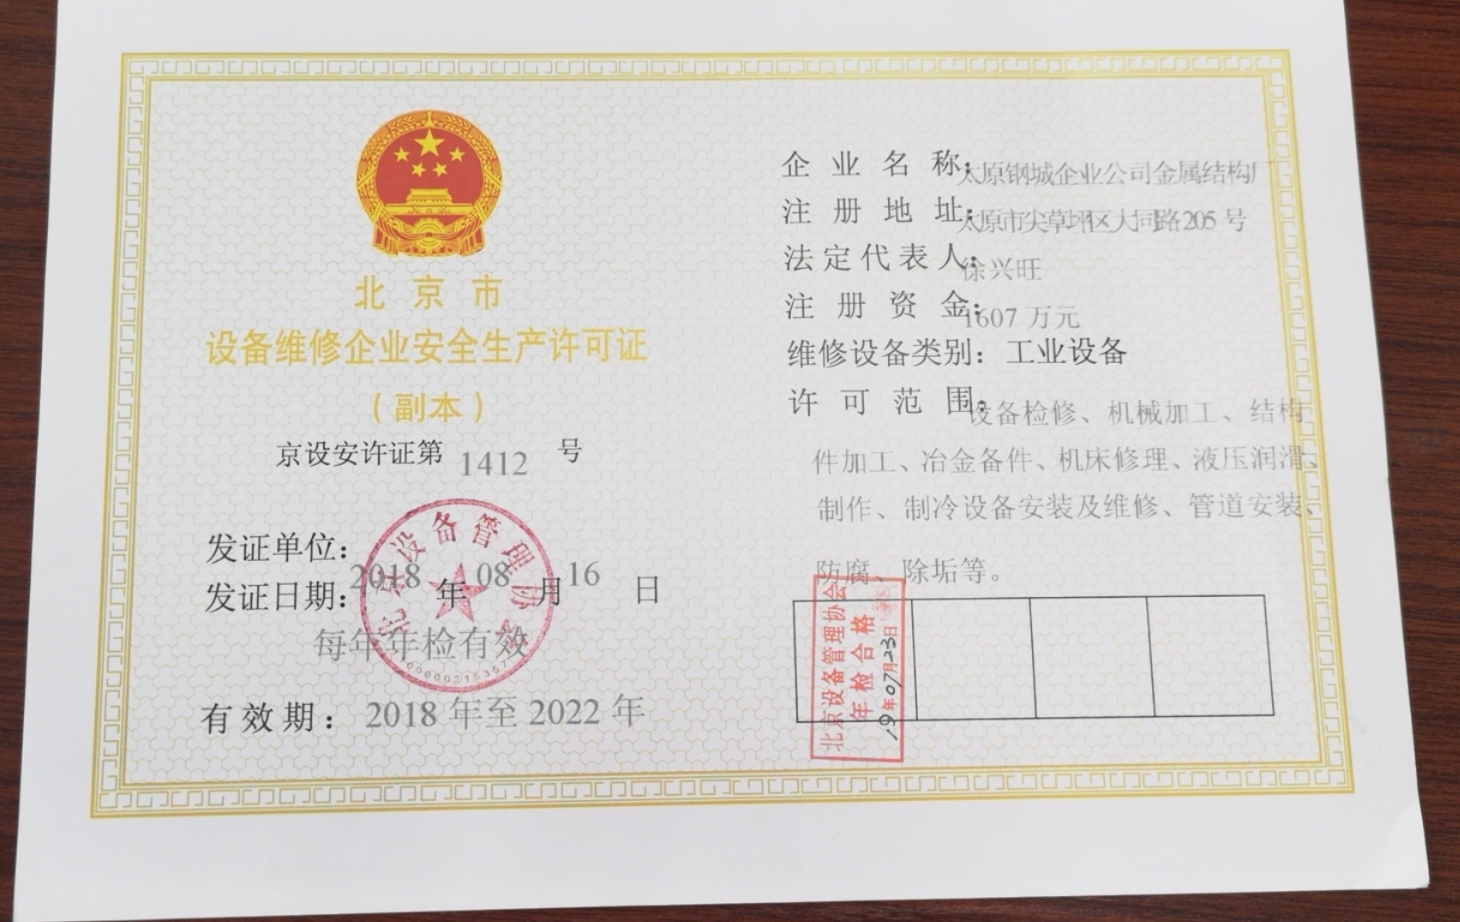 北京市
设备维修企业安全生产许可证
（副本）
京设安许证第 1412 号
发证单位：
发证日期：2018 年 08 月 16 日
每年年检有效
有效期：2018 年至 2022 年
北京设备管理协会
企业名称：太原钢城企业公司金属结构厂
注册地址：太原市尖草坪区大同路 205 号
法定代表人：徐兴旺
注册资金：1607 万元
维修设备类别：工业设备
许可范围：设备检修、机械加工、结构
件加工、冶金备件、机床修理、液压润滑、
制作、制冷设备安装及维修、管道安装、
防腐、除垢等。
北京设备管理协会
年检合格
19年07月23日